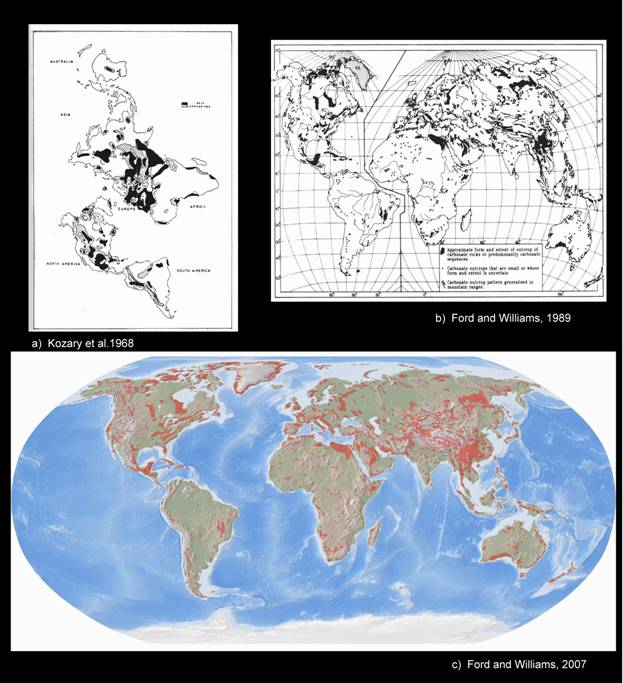 AUSTRALIA
ASIA
EUROPE
AFRICA
NORTH AMERICA
SOUTH AMERICA
a) Kozary et al.1968
Approximate form and extent of outcrop of
carbonate rocks or predominantly carbonate
sequences.
Carbonate outcrops that are small or whose
form and extent is uncertain
Carbonate outcrop pattern generalised in
mountain ranges.
b) Ford and Williams, 1989
c) Ford and Williams, 2007